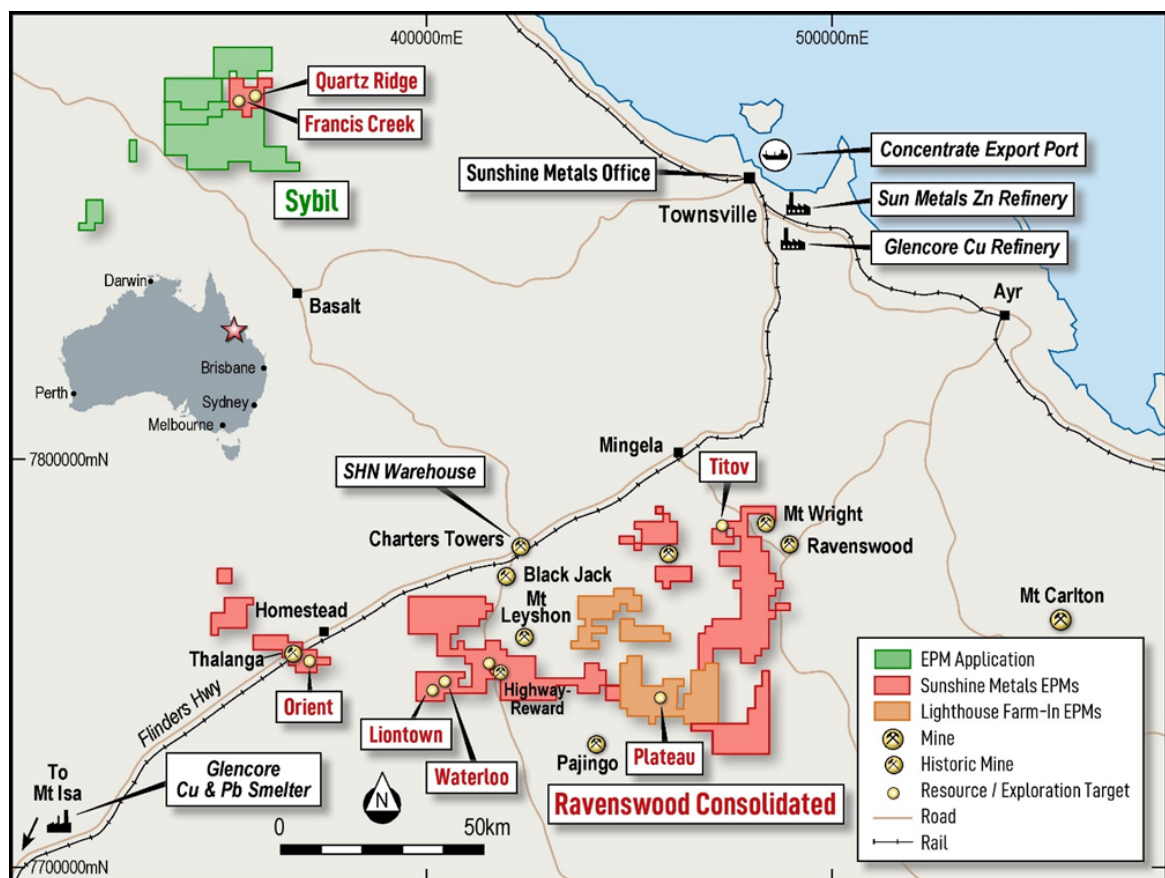 400000mE
500000mE
Quartz Ridge
Francis Creek
Sybil
Concentrate Export Port
Sunshine Metals Office
Sun Metals Zn Refinery
Townsville
Glencore Cu Refinery
Darwin
Basalt
Ayr
Brisbane
Perth
Sydney
Melbourne
7800000mN
Mingela
SHN Warehouse
Titov
Mt Wright
Charters Towers
Ravenswood
Black Jack
Mt
Leyshon
Mt Carlton
Homestead
Thalanga
Orient
Flinders Hwy
Highway-
Reward
Liontown
Waterloo
Pajingo
Plateau
Ravenswood Consolidated
To
Mt Isa
Glencore
Cu & Pb Smelter
N
0
50km
7700000mN
EPM Application
Sunshine Metals EPMs
Lighthouse Farm-In EPMs
Mine
Historic Mine
Resource / Exploration Target
Road
Rail